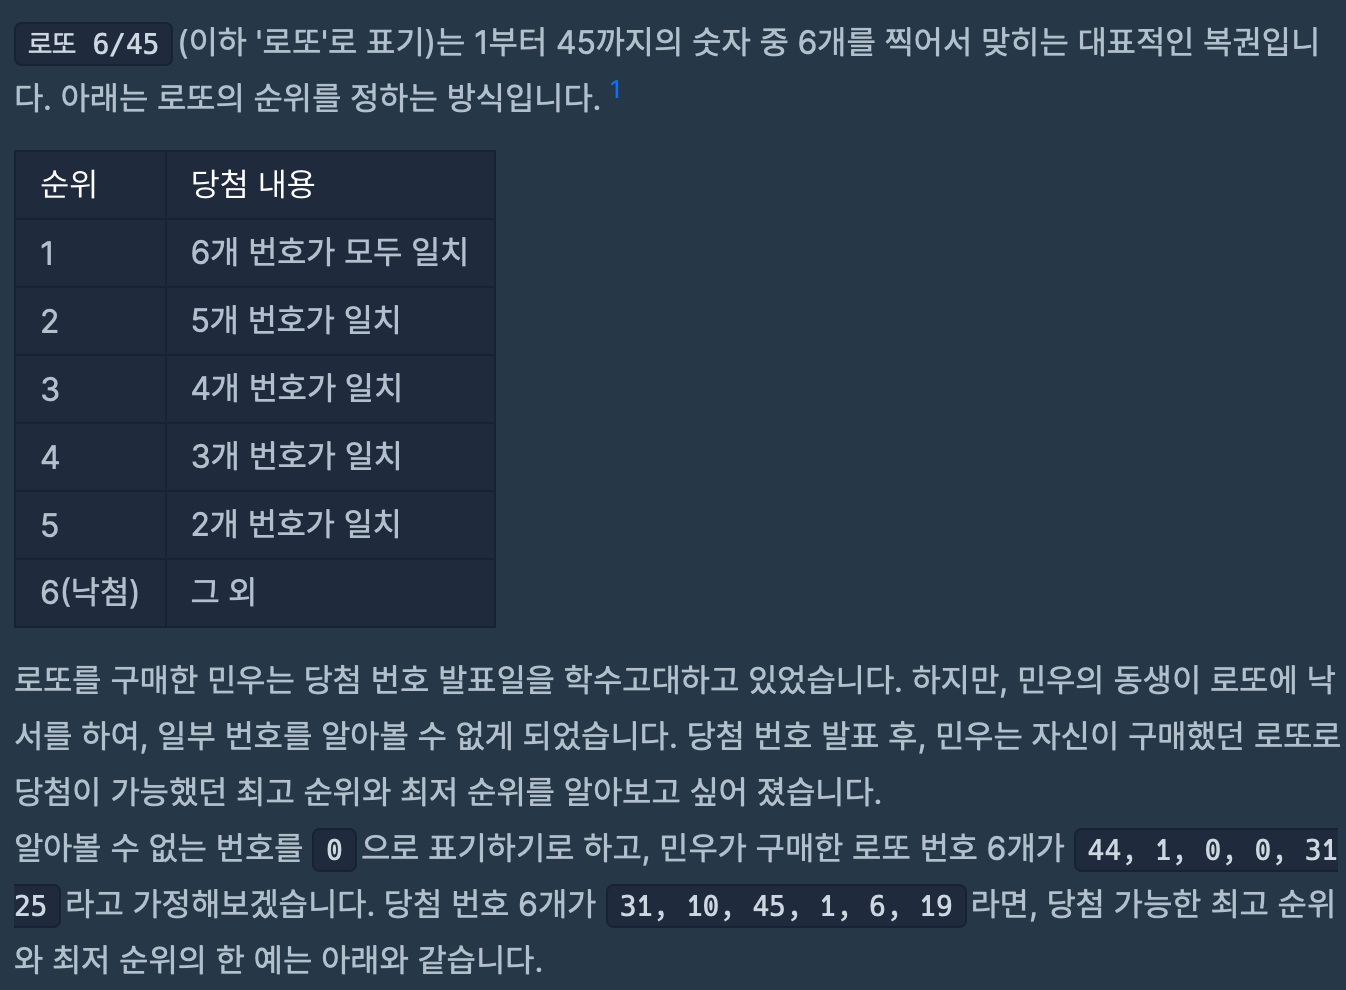 로또 6/45 (이하 '로또'로 표기)는 1부터 45까지의 숫자 중 6개를 찍어서 맞히는 대표적인 복권입니
다. 아래는 로또의 순위를 정하는 방식입니다. 1
순위 당첨 내용
1 6개 번호가 모두 일치
2 5개 번호가 일치
3 4개 번호가 일치
4 3개 번호가 일치
5 2개 번호가 일치
6(낙첨) 그 외
로또를 구매한 민우는 당첨 번호 발표일을 학수고대하고 있었습니다. 하지만, 민우의 동생이 로또에 낙
서를 하여, 일부 번호를 알아볼 수 없게 되었습니다. 당첨 번호 발표 후, 민우는 자신이 구매했던 로또로
당첨이 가능했던 최고 순위와 최저 순위를 알아보고 싶어 졌습니다.
알아볼 수 없는 번호를 0 으로 표기하기로 하고, 민우가 구매한 로또 번호 6개가 44, 1, 0, 0, 31
25 라고 가정해보겠습니다. 당첨 번호 6개가 31, 10, 45, 1, 6, 19 라면, 당첨 가능한 최고 순위
와 최저 순위의 한 예는 아래와 같습니다.